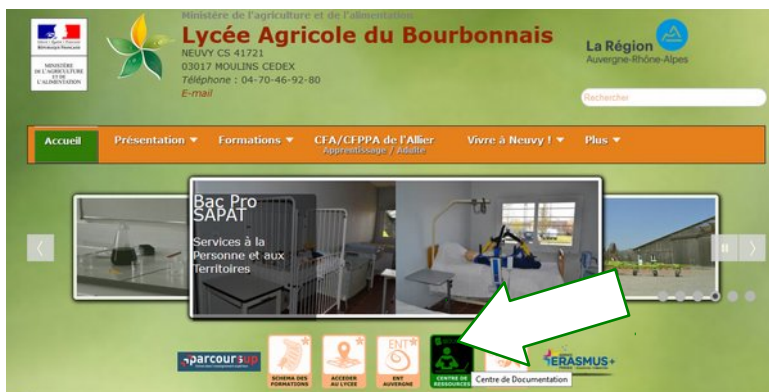 Ministère de l'agriculture et de l'alimentation
Lycée Agricole du Bourbonnais
NEUVY CS 41721
03017 MOULINS CEDEX
Téléphone : 04-70-46-92-80
E-mail
RÉPUBLIQUE FRANÇAISE
MINISTÈRE
DE L'AGRICULTURE
ET DE
L'ALIMENTATION
La Région
Auvergne-Rhône-Alpes
Rechercher
Accueil
Présentation
Formations
CFA/CFPPA de l'Allier
Apprentissage / Adulte
Vivre à Neuvy !
Plus
Bac Pro
SAPAT
Services à la
Personne et aux
Territoires
parcoursup
SCHEMA DES
FORMATIONS
ACCEDER
AU LYCEE
ENT
ENT
AUVERGNE
CENTRE DE
RESSOURCES
Centre de Documentation
ERASMUS+